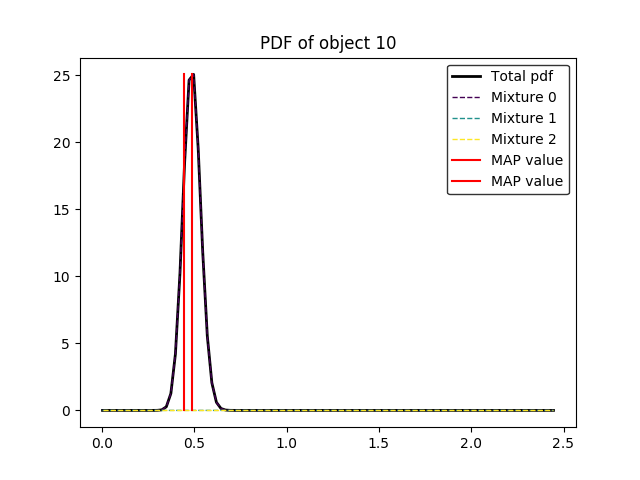 PDF of object 10
Total pdf
Mixture 0
Mixture 1
Mixture 2
MAP value
MAP value
25
20
15
10
5
0
0.0 0.5 1.0 1.5 2.0 2.5